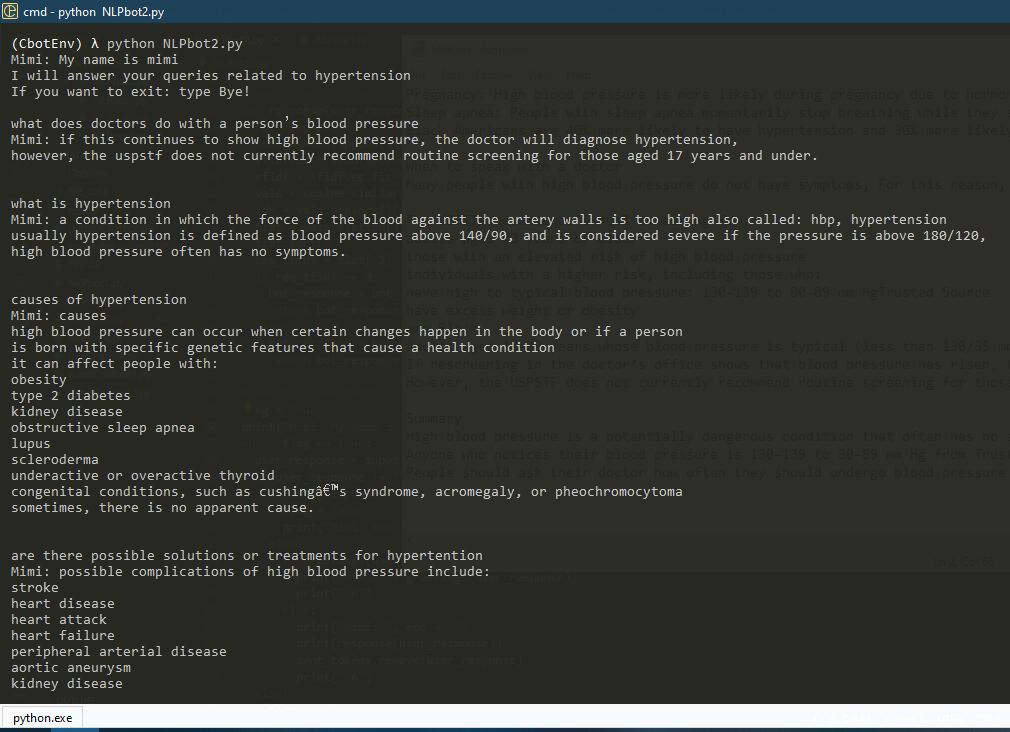 cmd - python NLPbot2.py
(CbotEnv) λ python NLPbot2.py
Mimi: My name is mimi
I will answer your queries related to hypertension
If you want to exit: type Bye!
what does doctors do with a person’s blood pressure
Mimi: if this continues to show high blood pressure, the doctor will diagnose hypertension,
however, the uspstf does not currently recommend routine screening for those aged 17 years and under.
what is hypertension
Mimi: a condition in which the force of the blood against the artery walls is too high also called: hbp, hypertension
usually hypertension is defined as blood pressure above 140/90, and is considered severe if the pressure is above 180/120,
high blood pressure often has no symptoms.
causes of hypertension
Mimi: causes
high blood pressure can occur when certain changes happen in the body or if a person
is born with specific genetic features that cause a health condition
it can affect people with:
obesity
type 2 diabetes
kidney disease
obstructive sleep apnea
lupus
scleroderma
underactive or overactive thyroid
congenital conditions, such as cushingâ€™s syndrome, acromegaly, or pheochromocytoma
sometimes, there is no apparent cause.
are there possible solutions or treatments for hypertention
Mimi: possible complications of high blood pressure include:
stroke
heart disease
heart attack
heart failure
peripheral arterial disease
aortic aneurysm
kidney disease
python.exe